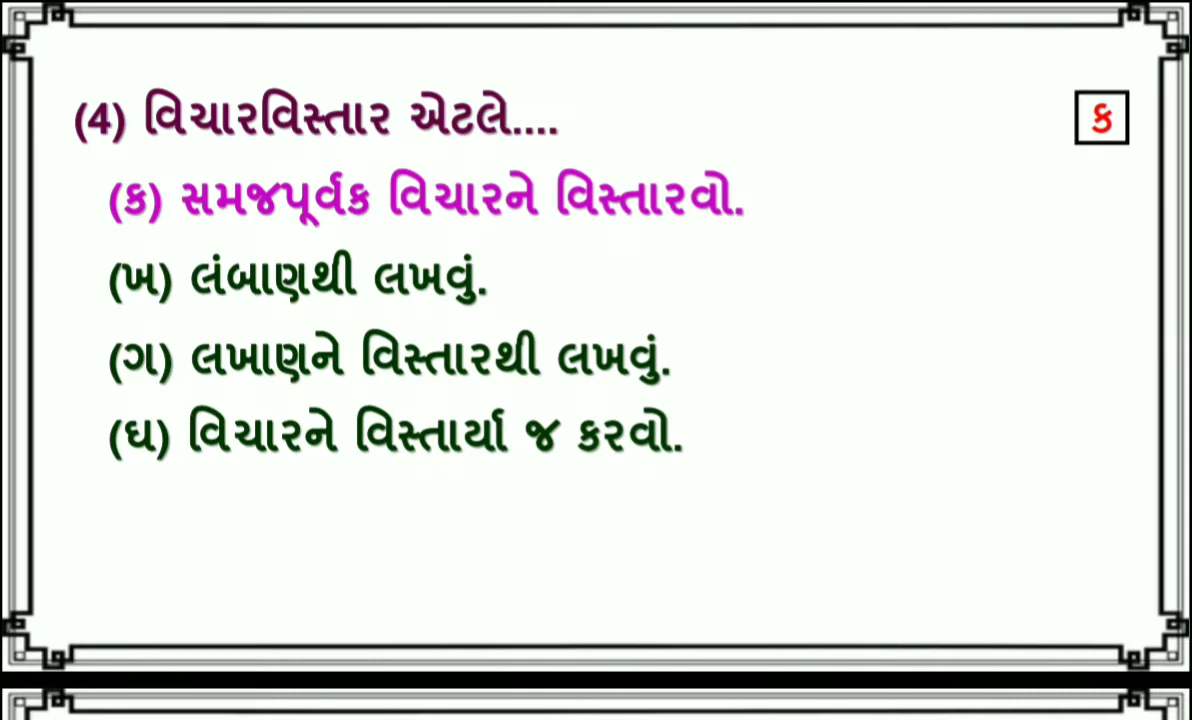 (4) વિચારવિસ્તાર એટલે....
ક
(ક) સમજપૂર્વક વિચારને વિસ્તારવો.
(ખ) લંબાણથી લખવું.
(ગ) લખાણને વિસ્તારથી લખવું.
(ઘ) વિચારને વિસ્તાર્યા જ કરવો.